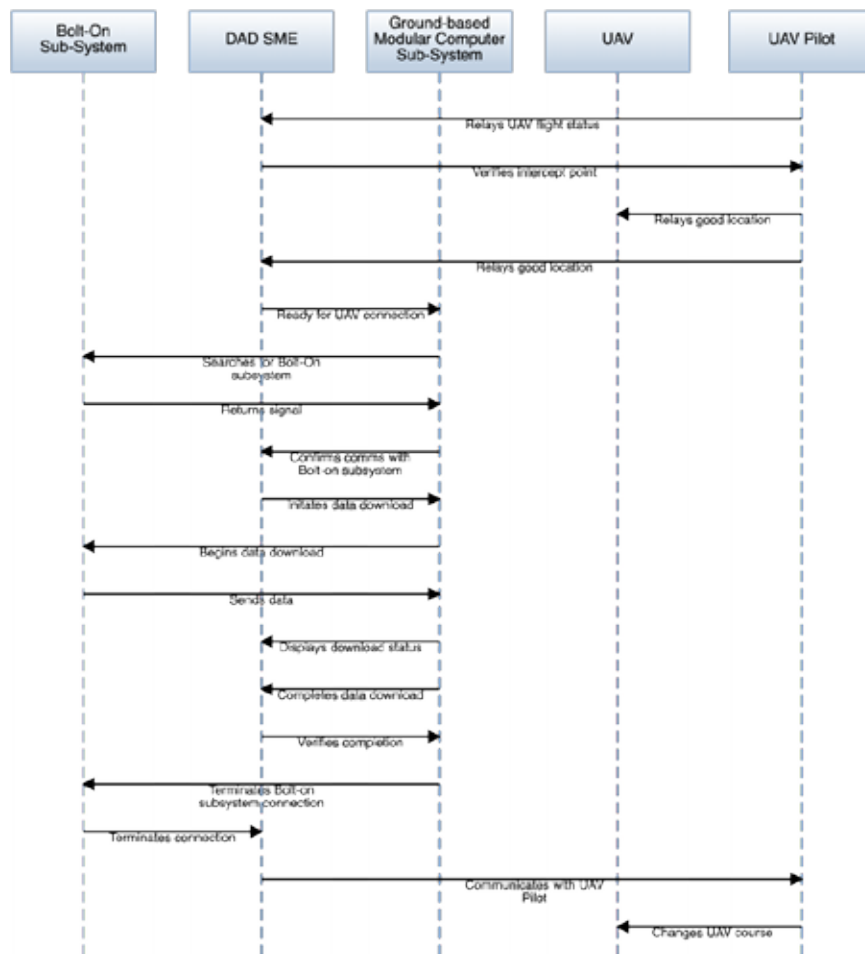 Bolt-On
Sub-System
DAD SME
Ground-based
Modular Computer
Sub-System
UAV
UAV Pilot
Relays UAV flight status
Verifies intercept point
Relays good location
Relays good location
Ready for UAV connection
Searches for Bolt-On
subsystem
Returns signal
Confirms comms with
Bolt-on subsystem
Initates data download
Begins data download
Sends data
Displays download status
Completes data download
Verifies completion
Terminates Bolt-on
subsystem connection
Terminates connection
Communicates with UAV
Pilot
Changes UAV course